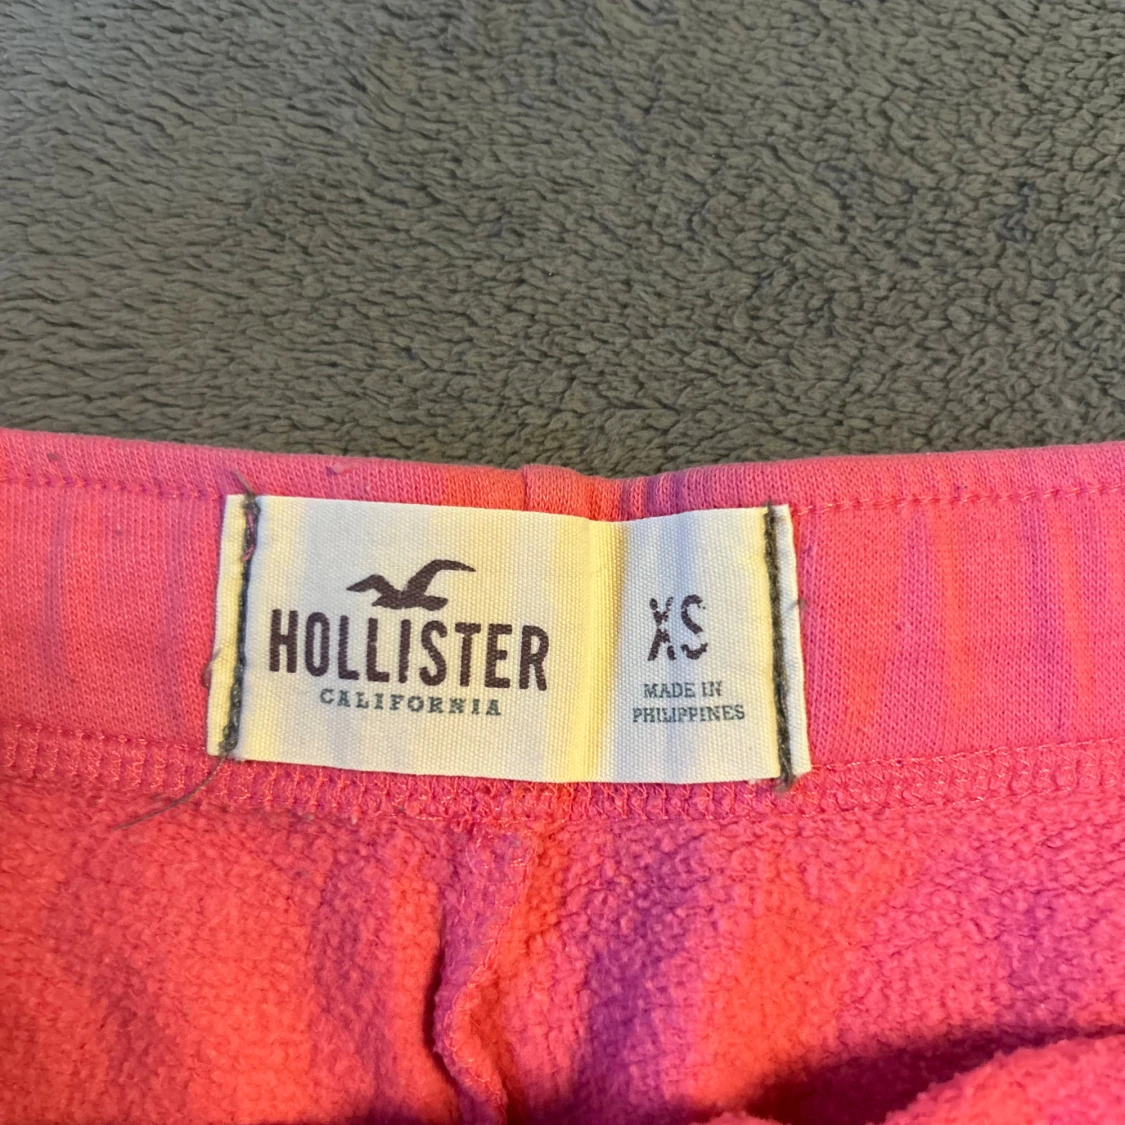 HOLLISTER
CALIFORNIA
XS
MADE IN
PHILIPPINES